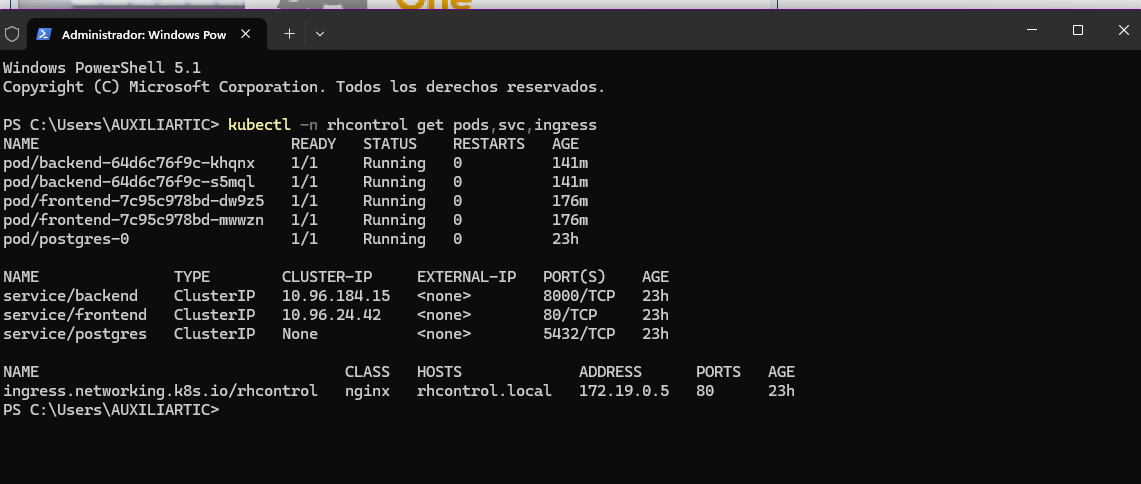 One
Administrador: Windows Pow
Windows PowerShell 5.1
Copyright (C) Microsoft Corporation. Todos los derechos reservados.
PS C:\Users\AUXILIARTIC> kubectl -n rhcontrol get pods,svc,ingress
NAME READY STATUS RESTARTS AGE
pod/backend-64d6c76f9c-khqnx 1/1 Running 0 141m
pod/backend-64d6c76f9c-s5mql 1/1 Running 0 141m
pod/frontend-7c95c978bd-dw9z5 1/1 Running 0 176m
pod/frontend-7c95c978bd-mwwzn 1/1 Running 0 176m
pod/postgres-0 1/1 Running 0 23h
NAME TYPE CLUSTER-IP EXTERNAL-IP PORT(S) AGE
service/backend ClusterIP 10.96.184.15 <none> 8000/TCP 23h
service/frontend ClusterIP 10.96.24.42 <none> 80/TCP 23h
service/postgres ClusterIP None <none> 5432/TCP 23h
NAME CLASS HOSTS ADDRESS PORTS AGE
ingress.networking.k8s.io/rhcontrol nginx rhcontrol.local 172.19.0.5 80 23h
PS C:\Users\AUXILIARTIC>